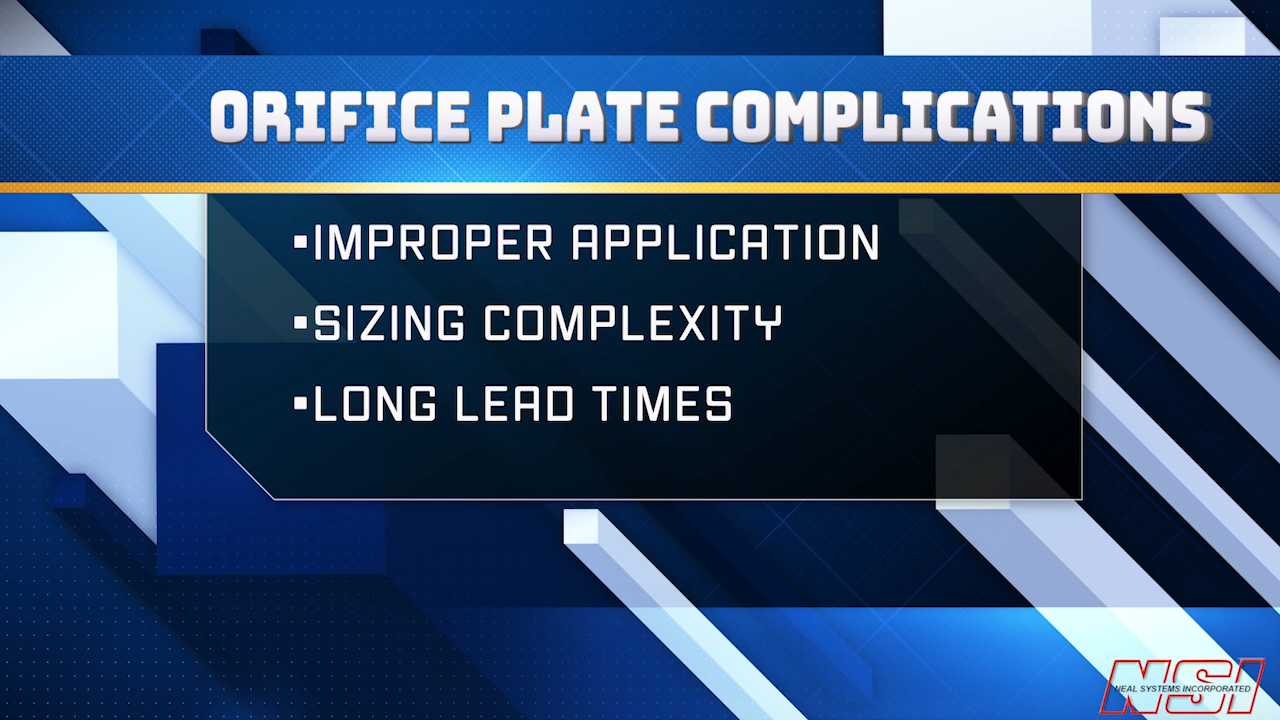 ORIFICE PLATE COMPLICATIONS
▪IMPROPER APPLICATION
▪SIZING COMPLEXITY
▪LONG LEAD TIMES
NSI
NEAL SYSTEMS INCORPORATED